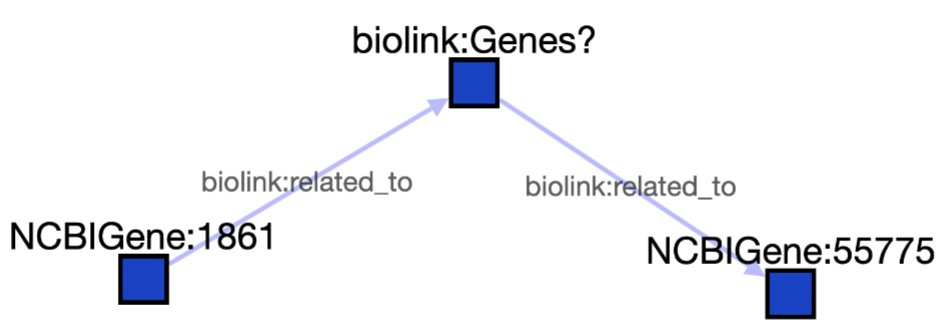 biolink:Genes?
biolink:related_to
biolink:related_to
NCBIGene:1861
NCBIGene:55775